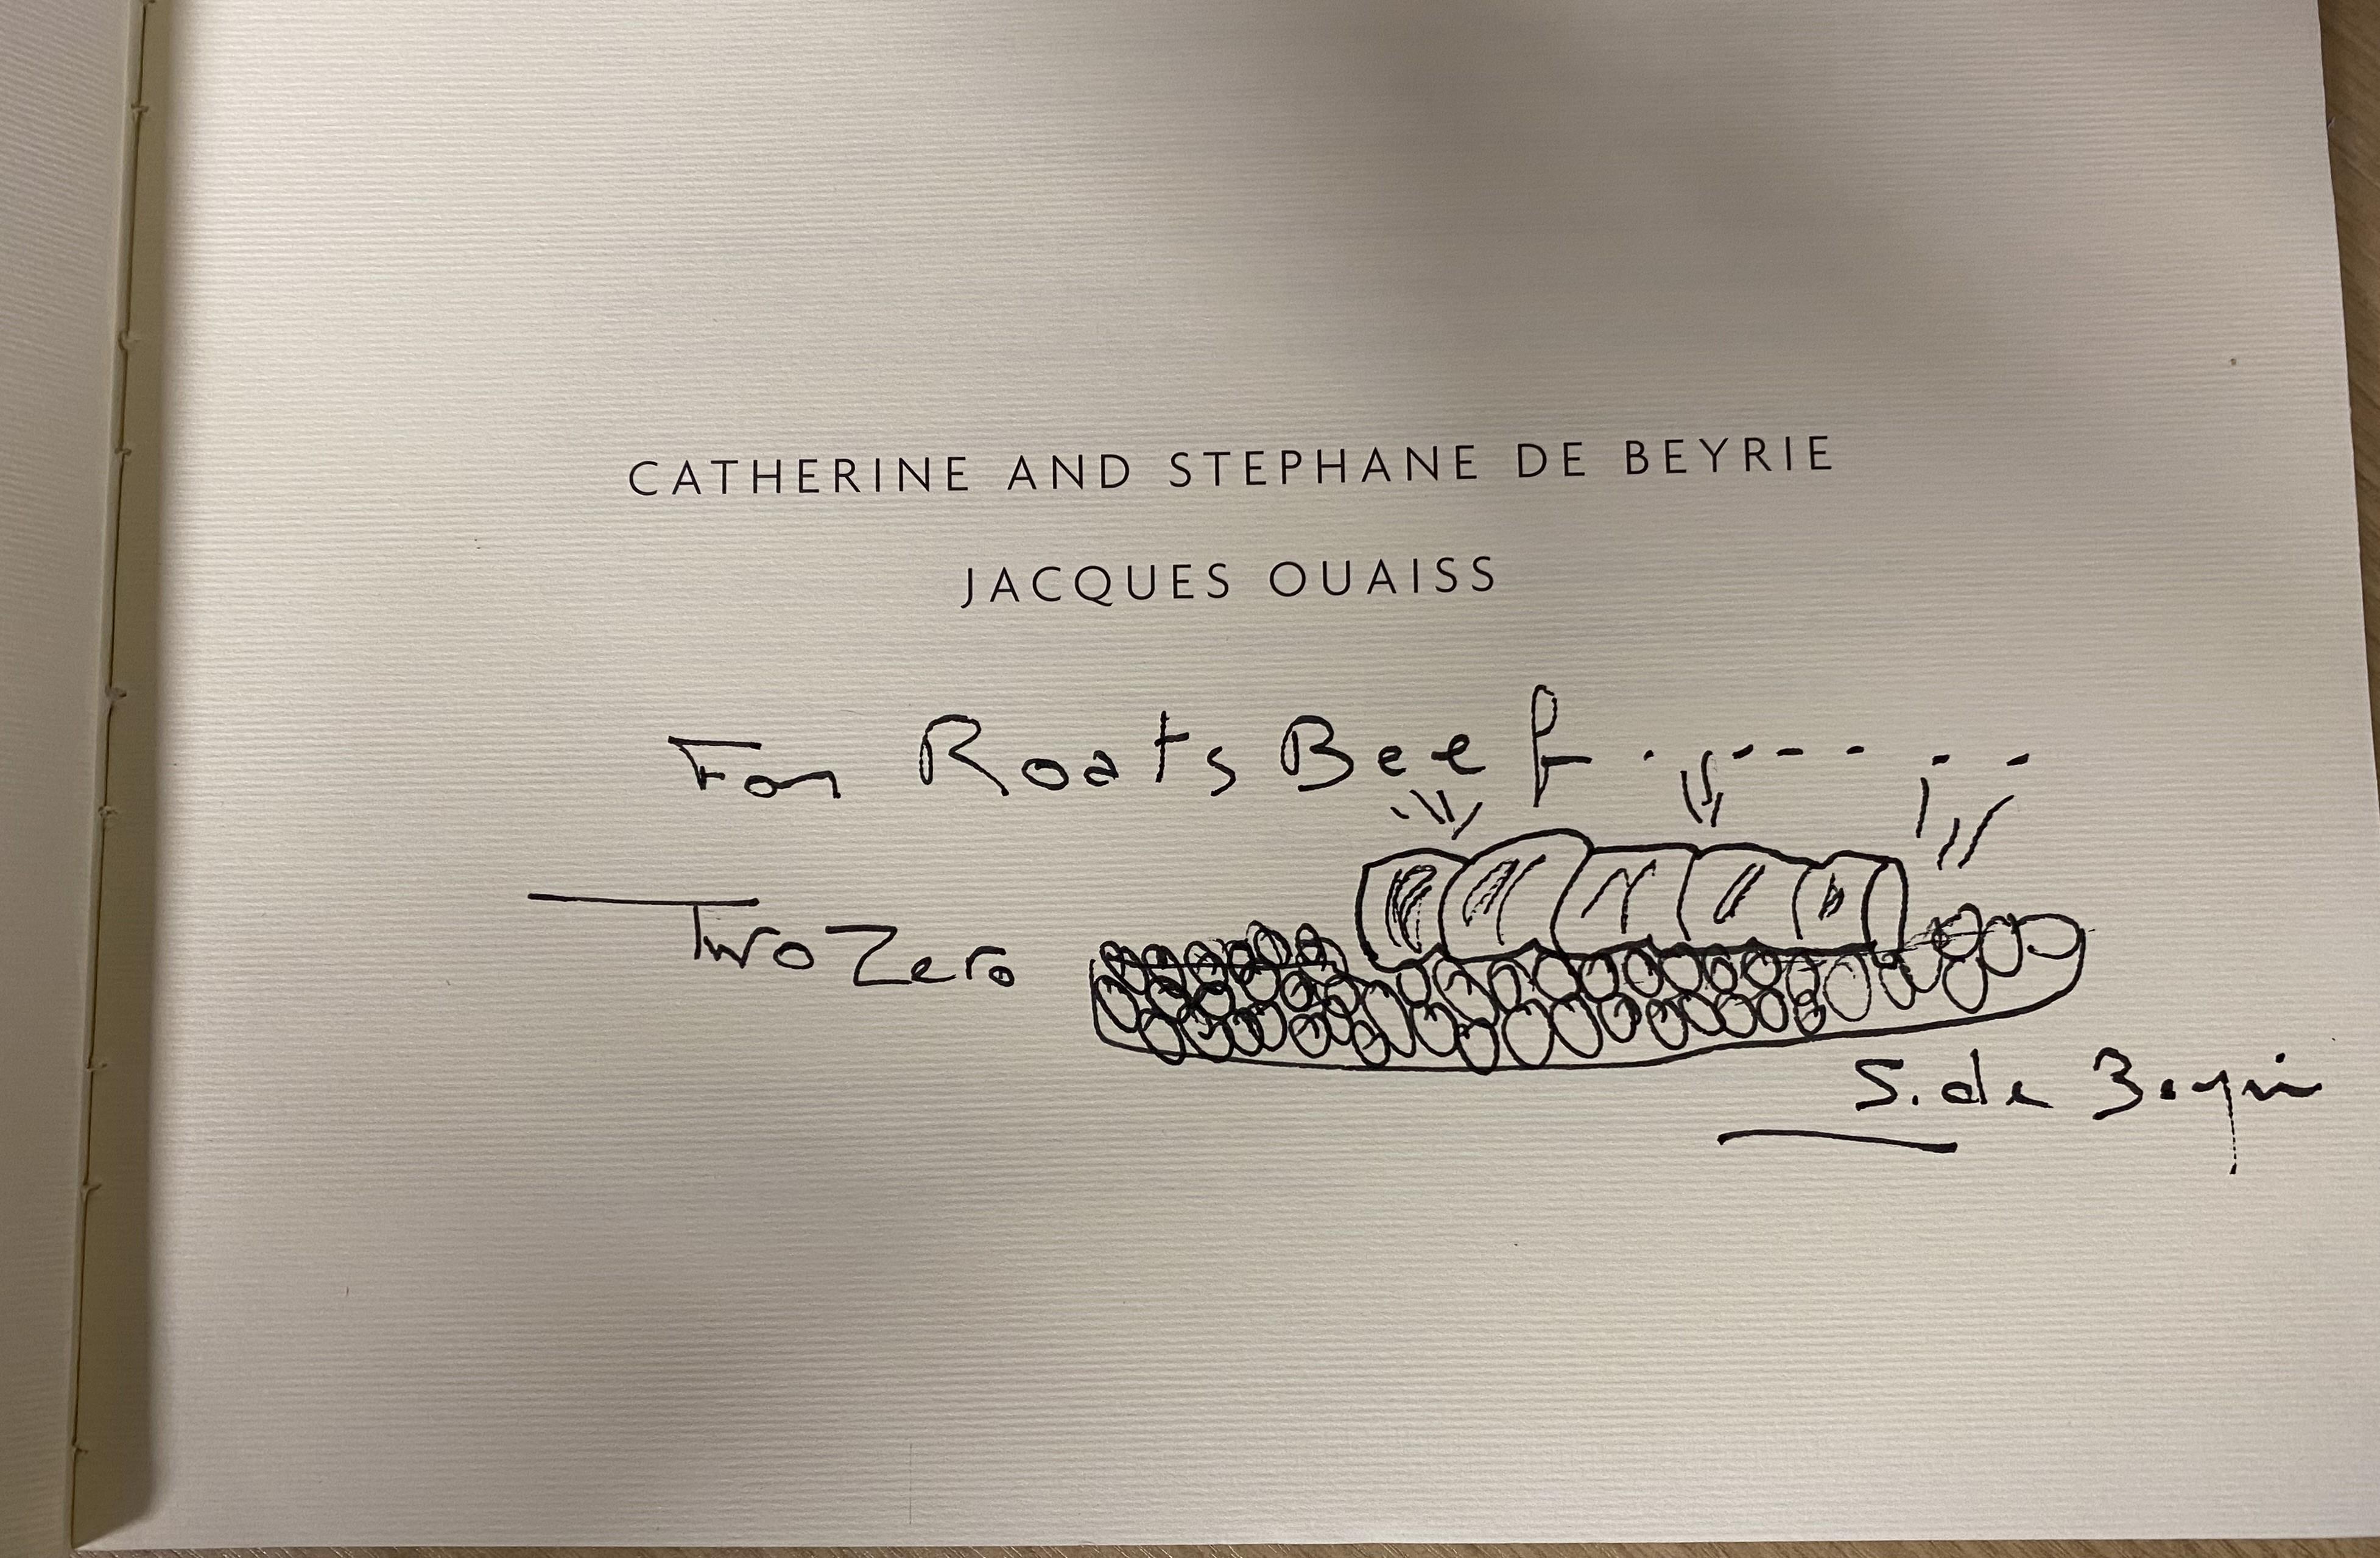 CATHERINE AND STEPHANE DE BEYRIE
JACQUES OUAISS
For Roats Beef . . - - - . .
Two Zero
S. de Beyrie